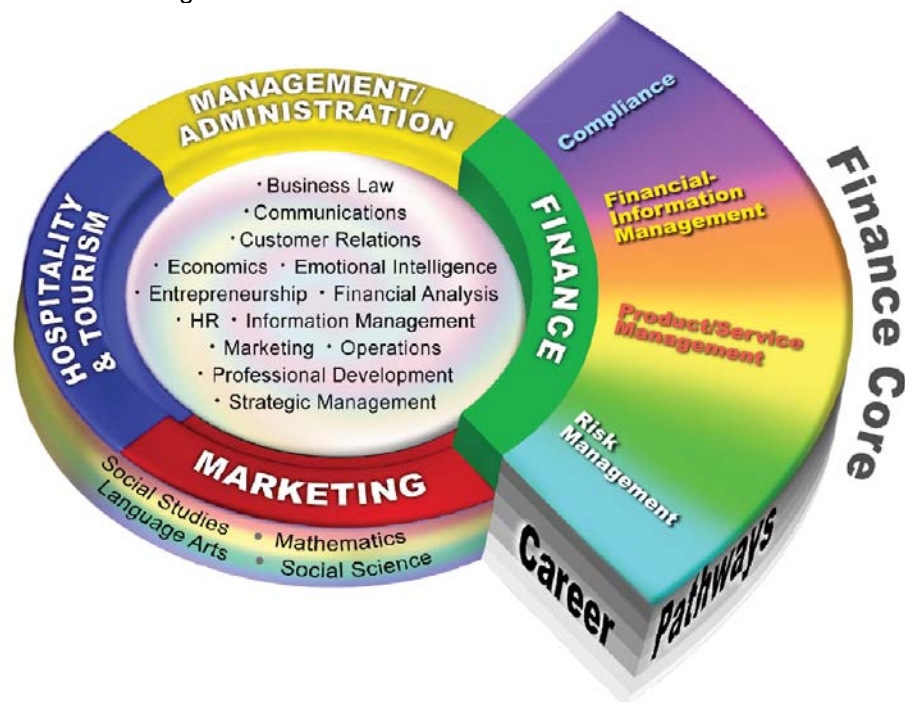 MANAGEMENT/
ADMINISTRATION
HOSPITALITY
& TOURISM
· Business Law
· Communications
· Customer Relations
· Economics · Emotional Intelligence
· Entrepreneurship · Financial Analysis
· HR · Information Management
· Marketing · Operations
· Professional Development
· Strategic Management
FINANCE
MARKETING
Social Studies • Mathematics
Language Arts • Social Science
Compliance
Financial-
Information
Management
Product/Service
Management
Risk
Management
Career
Pathways
Finance Core